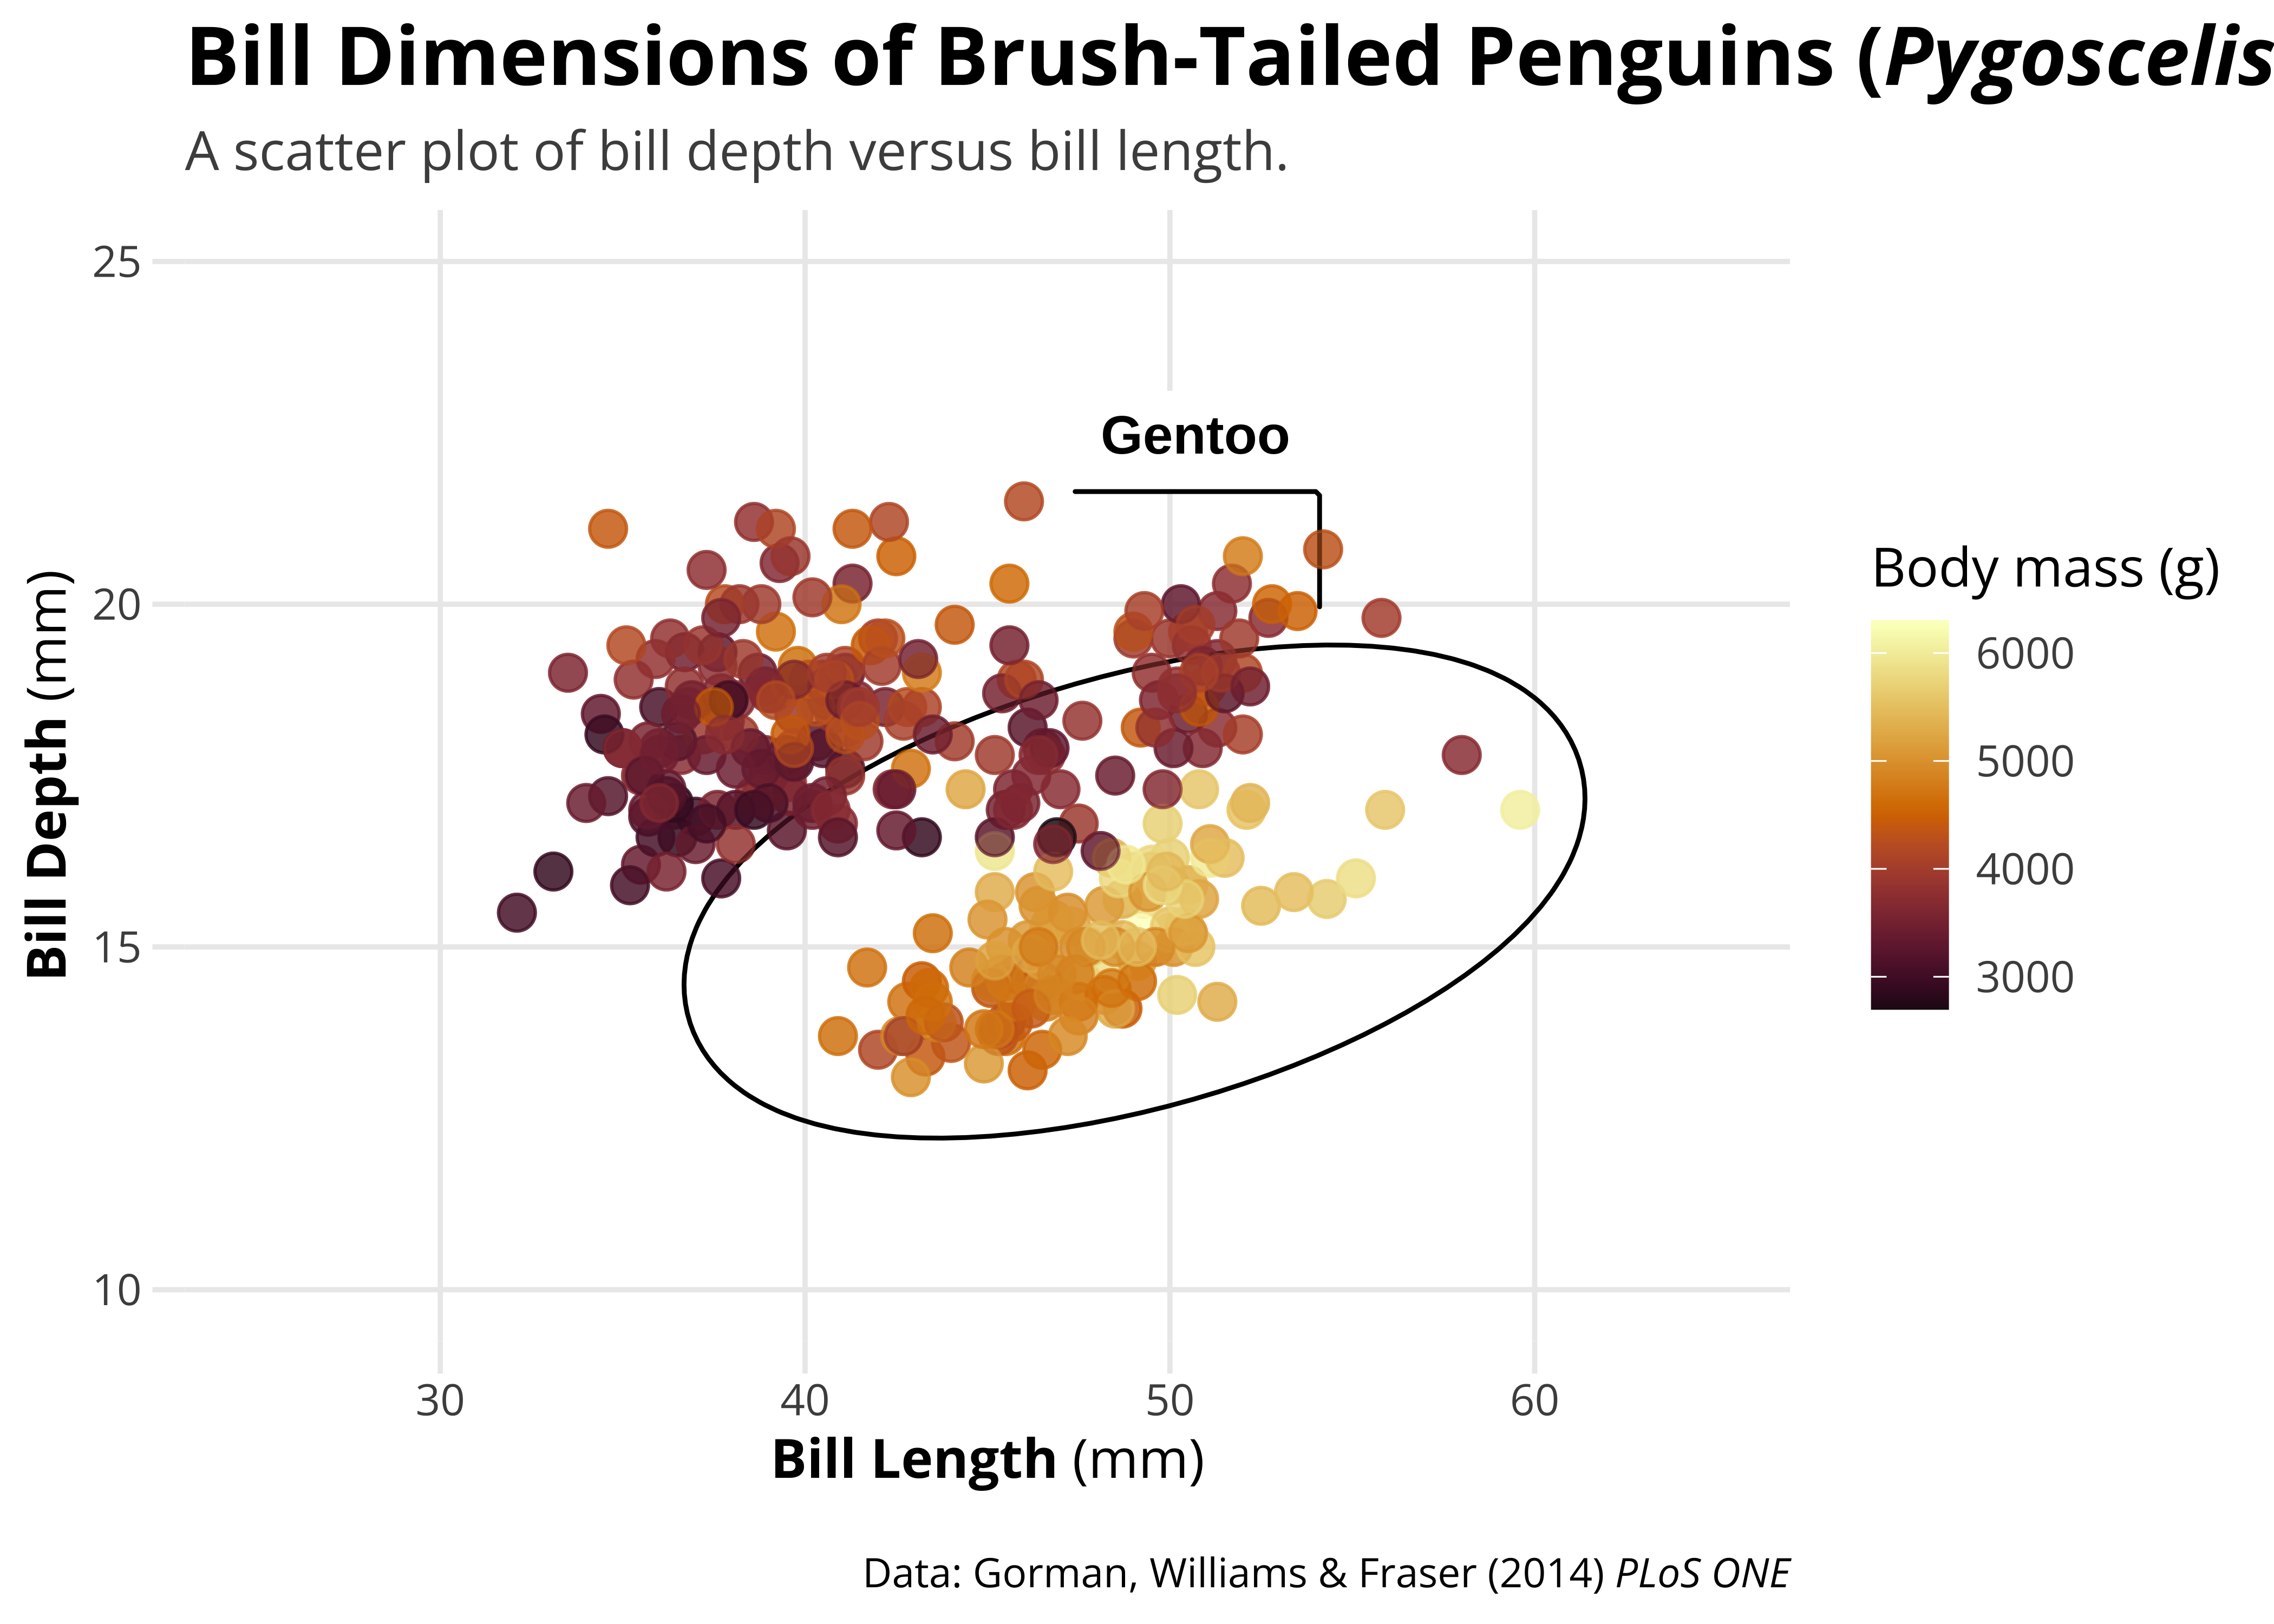 Bill Dimensions of Brush-Tailed Penguins (Pygoscelis
A scatter plot of bill depth versus bill length.
25
20
15
10
Bill Depth (mm)
Gentoo
30 40 50 60
Bill Length (mm)
Body mass (g)
6000
5000
4000
3000
Data: Gorman, Williams & Fraser (2014) PLoS ONE